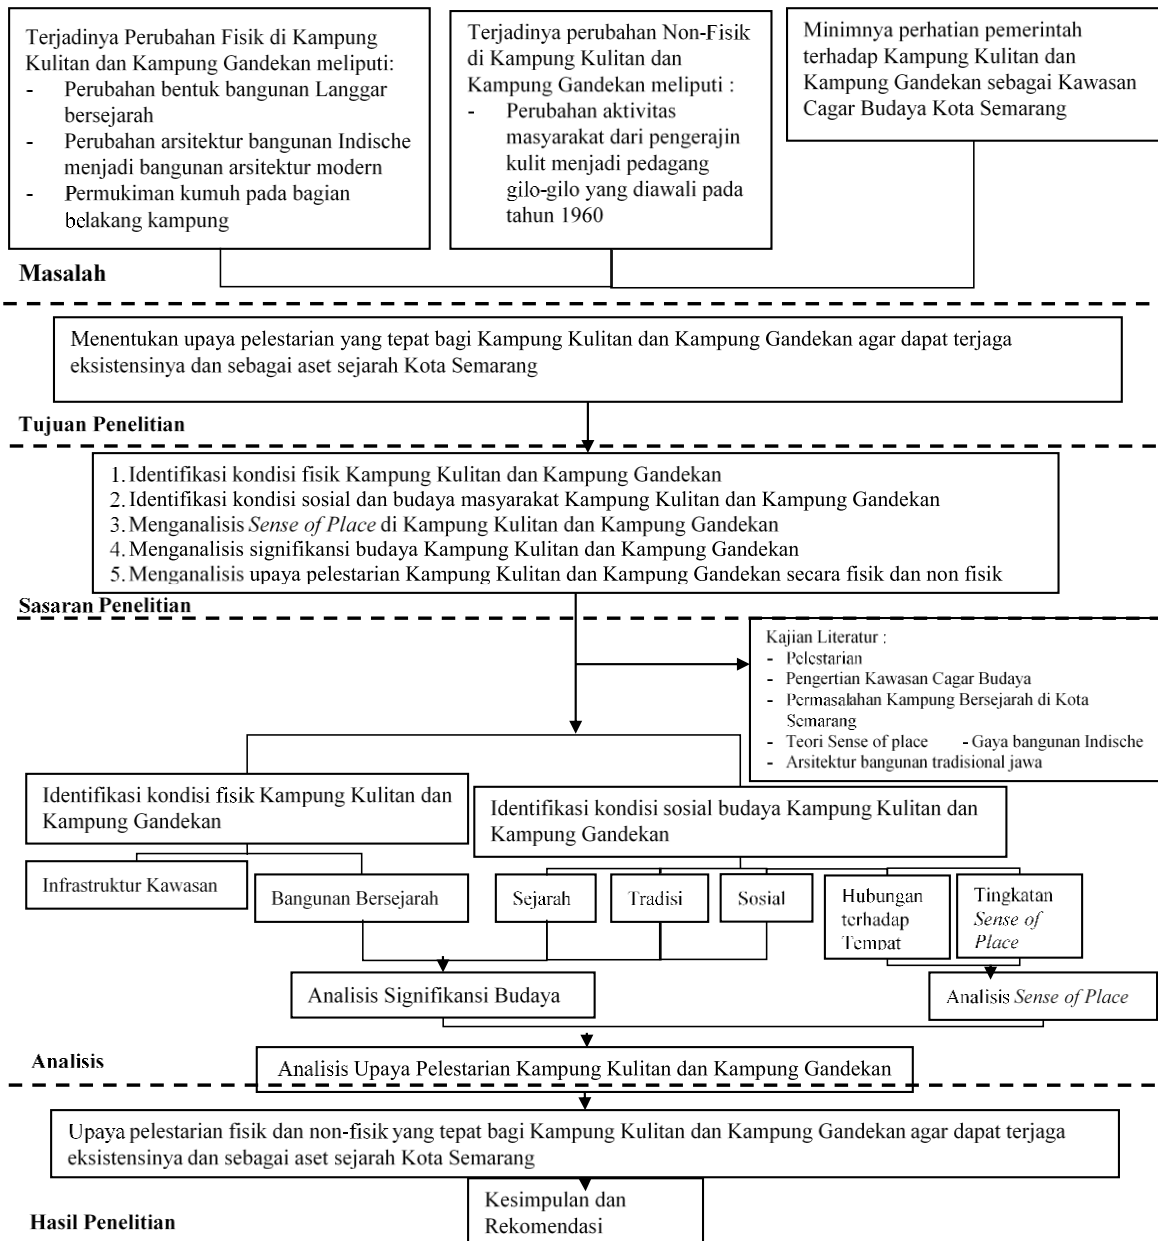 Terjadinya Perubahan Fisik di Kampung
Kulitan dan Kampung Gandekan meliputi:
- Perubahan bentuk bangunan Langgar
bersejarah
- Perubahan arsitektur bangunan Indische
menjadi bangunan arsitektur modern
- Permukiman kumuh pada bagian
belakang kampung
Terjadinya perubahan Non-Fisik
di Kampung Kulitan dan
Kampung Gandekan meliputi :
- Perubahan aktivitas
masyarakat dari pengerajin
kulit menjadi pedagang
gilo-gilo yang diawali pada
tahun 1960
Minimnya perhatian pemerintah
terhadap Kampung Kulitan dan
Kampung Gandekan sebagai Kawasan
Cagar Budaya Kota Semarang
Masalah
Menentukan upaya pelestarian yang tepat bagi Kampung Kulitan dan Kampung Gandekan agar dapat terjaga
eksistensinya dan sebagai aset sejarah Kota Semarang
Tujuan Penelitian
1. Identifikasi kondisi fisik Kampung Kulitan dan Kampung Gandekan
2. Identifikasi kondisi sosial dan budaya masyarakat Kampung Kulitan dan Kampung Gandekan
3. Menganalisis Sense of Place di Kampung Kulitan dan Kampung Gandekan
4. Menganalisis signifikansi budaya Kampung Kulitan dan Kampung Gandekan
5. Menganalisis upaya pelestarian Kampung Kulitan dan Kampung Gandekan secara fisik dan non fisik
Sasaran Penelitian
Kajian Literatur :
- Pelestarian
- Pengertian Kawasan Cagar Budaya
- Permasalahan Kampung Bersejarah di Kota
Semarang
- Teori Sense of place - Gaya bangunan Indische
- Arsitektur bangunan tradisional jawa
Identifikasi kondisi fisik Kampung Kulitan dan
Kampung Gandekan
Identifikasi kondisi sosial budaya Kampung Kulitan dan
Kampung Gandekan
Infrastruktur Kawasan
Bangunan Bersejarah
Sejarah
Tradisi
Sosial
Hubungan
terhadap
Tempat
Tingkatan
Sense of
Place
Analisis Signifikansi Budaya
Analisis Sense of Place
Analisis
Analisis Upaya Pelestarian Kampung Kulitan dan Kampung Gandekan
Upaya pelestarian fisik dan non-fisik yang tepat bagi Kampung Kulitan dan Kampung Gandekan agar dapat terjaga
eksistensinya dan sebagai aset sejarah Kota Semarang
Kesimpulan dan
Rekomendasi
Hasil Penelitian